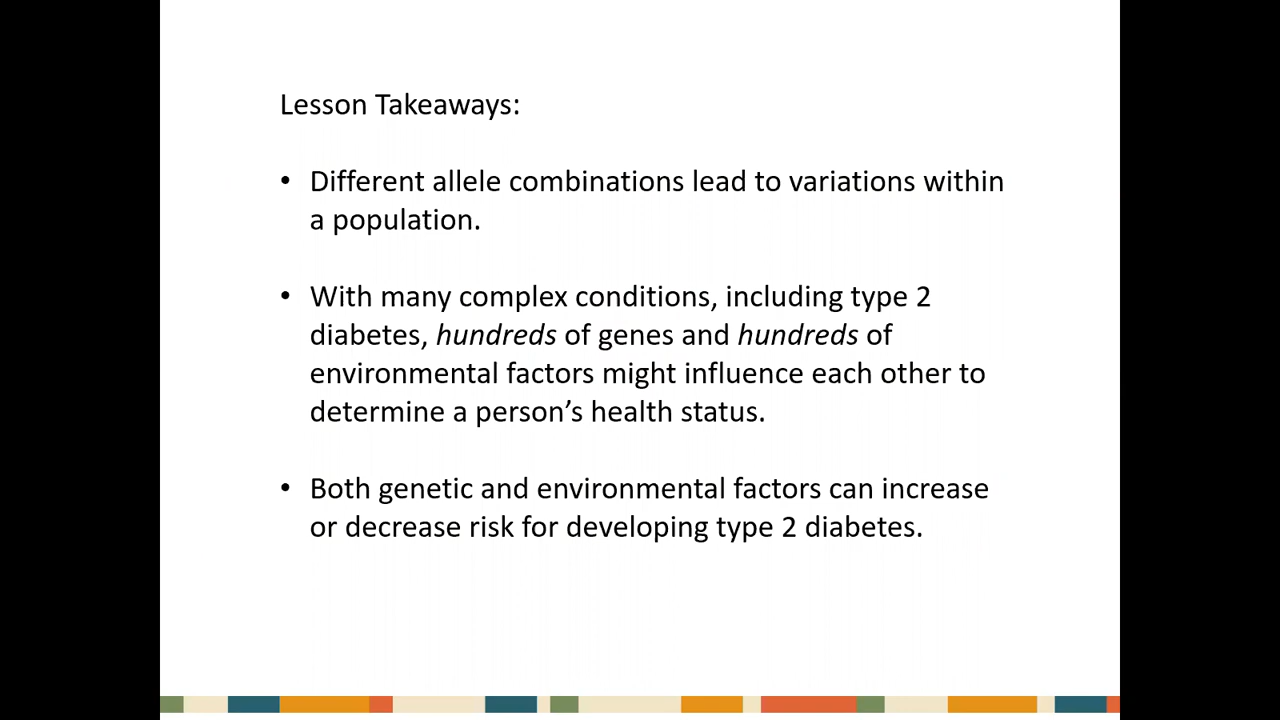 Lesson Takeaways:
• Different allele combinations lead to variations within
a population.
• With many complex conditions, including type 2
diabetes, hundreds of genes and hundreds of
environmental factors might influence each other to
determine a person’s health status.
• Both genetic and environmental factors can increase
or decrease risk for developing type 2 diabetes.